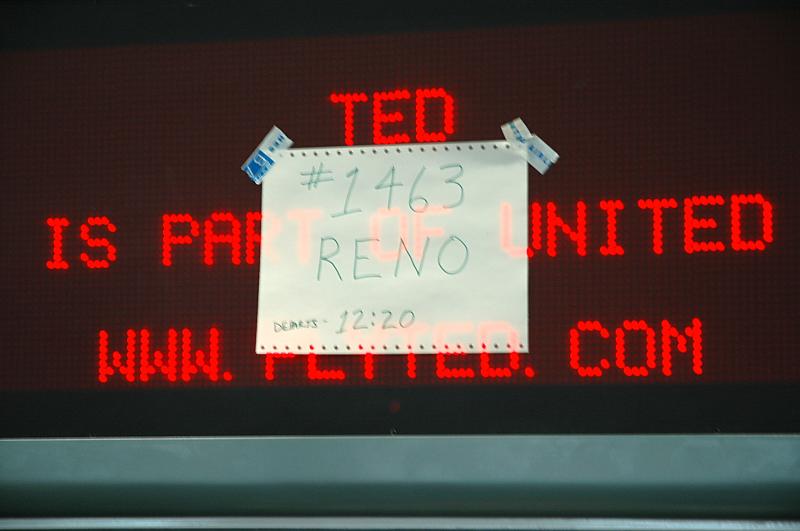 TED
#1463
IS PART OF UNITED
RENO
DEPARTS- 12:20
WWW.FLYTED.COM